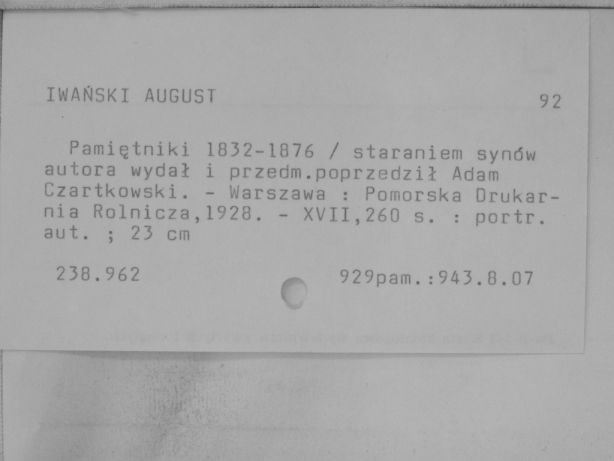 IWAŃSKI AUGUST 92
Pamiętniki 1832-1876 / staraniem synów
autora wydał i przedm.poprzedził Adam
Czartkowski. - Warszawa : Pomorska Drukar-
nia Rolnicza,1928. - XVII,260 s. : portr.
aut. ; 23 cm
238.962 929pam.:943.8.07